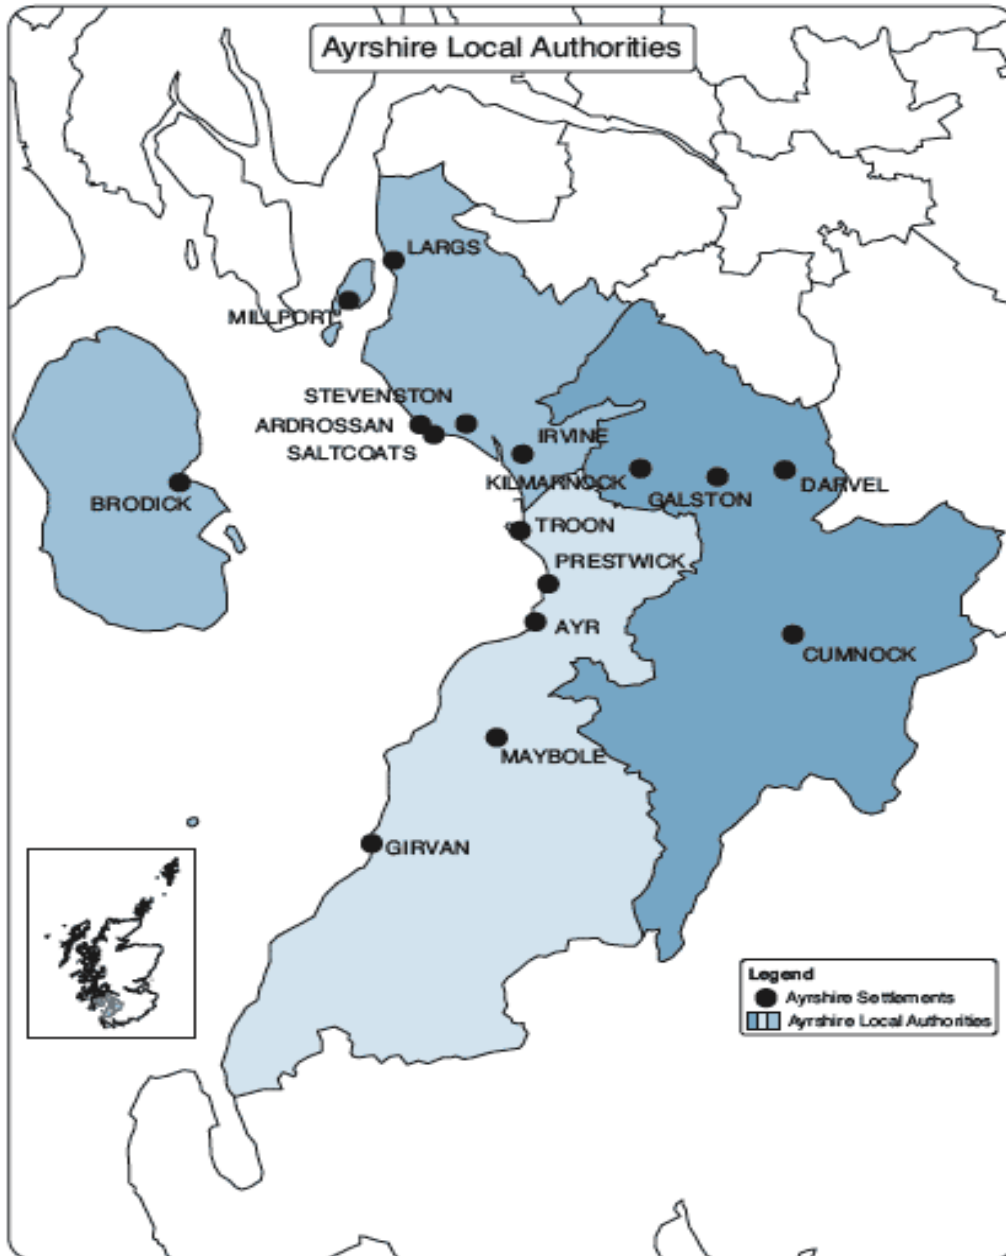 Ayrshire Local Authorities
LARGS
MILLPORT
STEVENSTON
ARDROSSAN
IRVINE
SALTCOATS
KILMARNOCK
GALSTON
DARVEL
BRODICK
TROON
PRESTWICK
AYR
CUMNOCK
MAYBOLE
GIRVAN
Legend
Ayrshire Settlements
Ayrshire Local Authorities